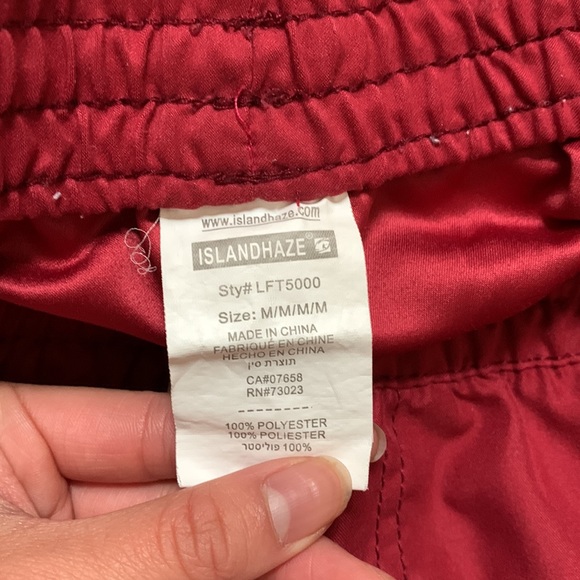 www.islandhaze.com
ISLANDHAZE®
Sty# LFT5000
Size: M/M/M/M
MADE IN CHINA
FABRIQUÉ EN CHINE
HECHO EN CHINA
תוצרת סין
CA#07658
RN#73023
100% POLYESTER
100% POLIESTER
100% פוליסטר